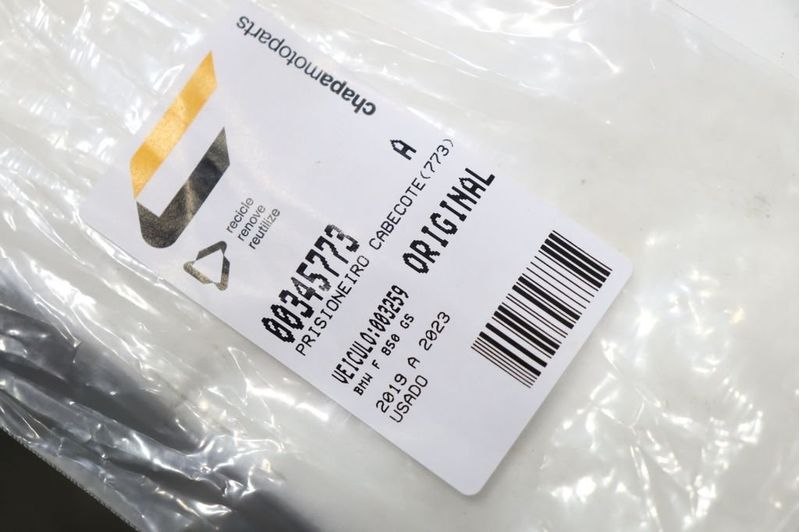 chapamotoparts
recicle
renove
reutilize
A
00345773
PRISIONEIRO CABECOTE(773)
VEICULO:003259 ORIGINAL
BMW F 850 GS
2019 A 2023
USADO